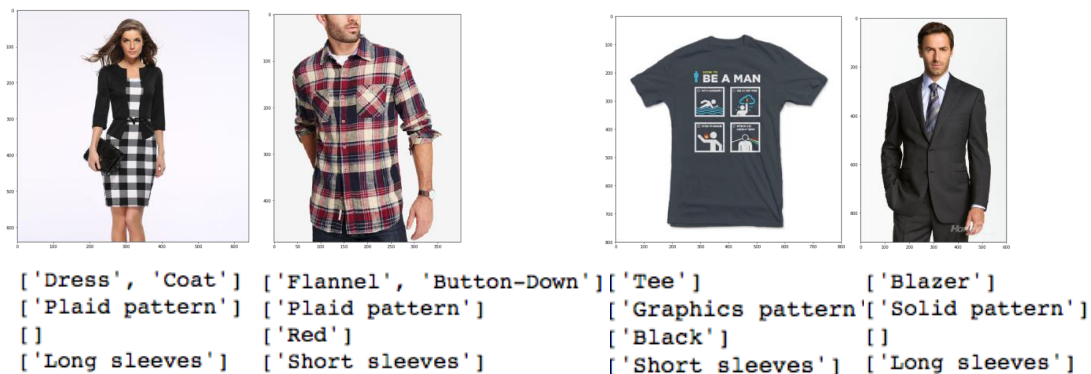 BE A MAN
['Dress', 'Coat']
['Plaid pattern']
[]
['Long sleeves']
['Flannel', 'Button-Down']
['Plaid pattern']
['Red']
['Short sleeves']
['Tee']
['Graphics pattern'
['Black']
['Short sleeves']
['Blazer']
['Solid pattern']
[]
['Long sleeves']